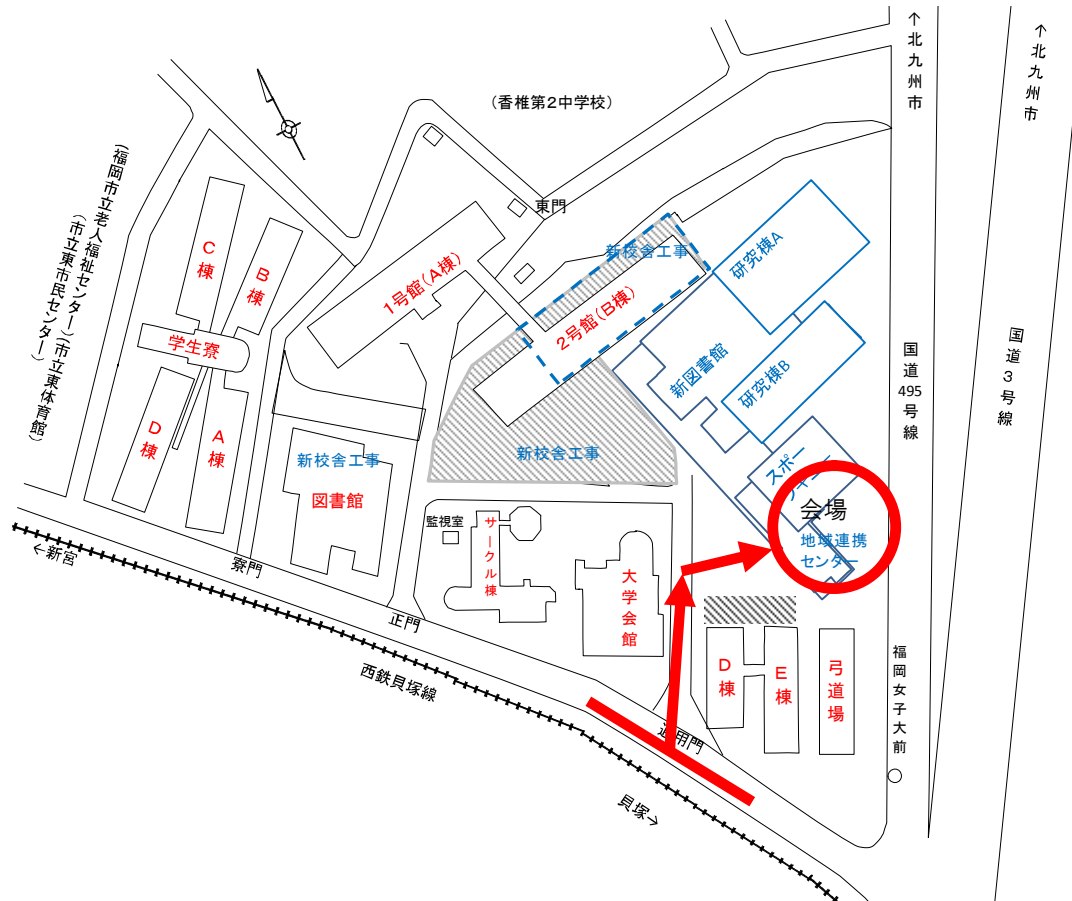 ↑北九州市
↑北九州市
(香椎第2中学校)
(福岡市立老人福祉センター)(市立東体育館)
(市立東市民センター)
東門
C棟
B棟
学生寮
D棟
A棟
1号館(A棟)
新校舎工事
2号館(B棟)
研究棟A
新図書館
研究棟B
国道495号線
国道3号線
新校舎工事
図書館
新校舎工事
スポー
会場
地域連携
センター
監視室
サークル棟
大学会館
←新宮
寮門
正門
西鉄貝塚線
D棟
E棟
弓道場
福岡女子大前
通用門
貝塚→